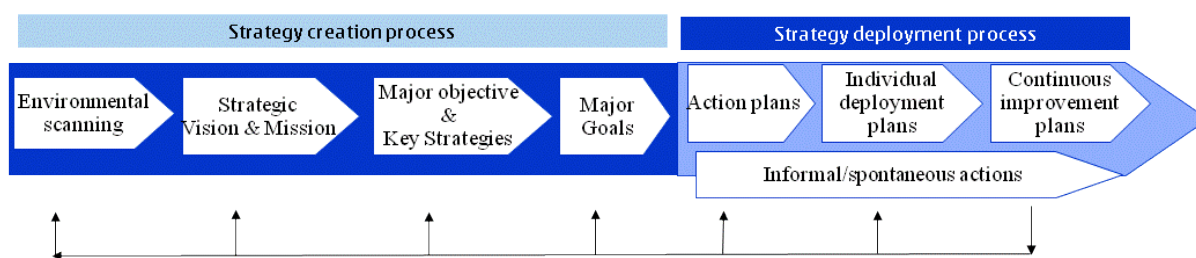 Strategy creation process
Strategy deployment process
Environmental
scanning
Strategic
Vision & Mission
Major objective
&
Key Strategies
Major
Goals
Action plans
Individual
deployment
plans
Continuous
improvement
plans
Informal/spontaneous actions